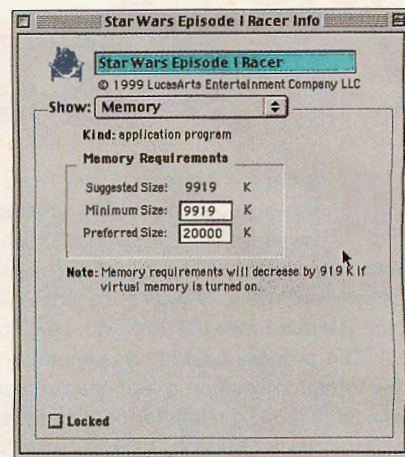 Star Wars Episode I Racer Info
Star Wars Episode I Racer
© 1999 LucasArts Entertainment Company LLC
Show: Memory
Kind: application program
Memory Requirements
Suggested Size: 9919 K
Minimum Size: 9919 K
Preferred Size: 20000 K
Note: Memory requirements will decrease by 919 K if
virtual memory is turned on.
Locked